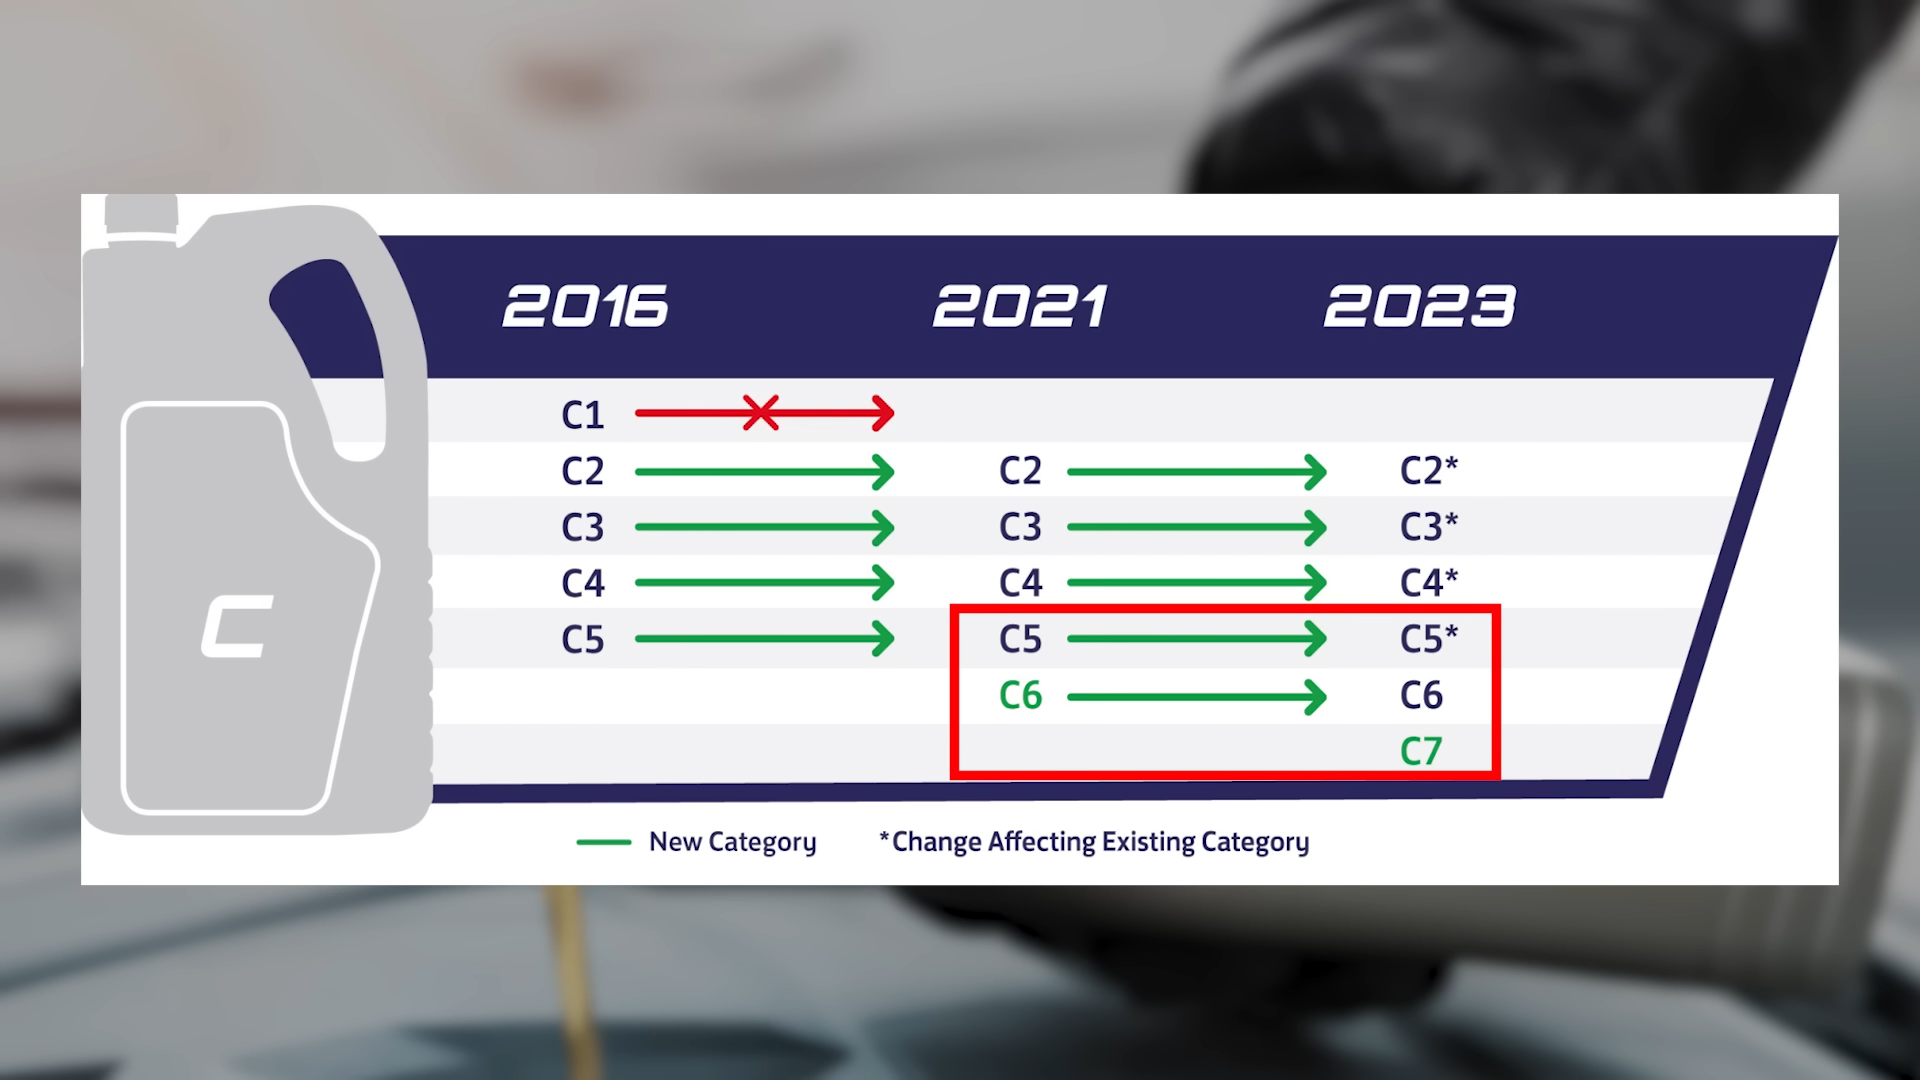 2016 2021 2023
C1
C2 C2 C2*
C3 C3 C3*
C4 C4 C4*
C5 C5 C5*
C6 C6
C7
C
New Category *Change Affecting Existing Category